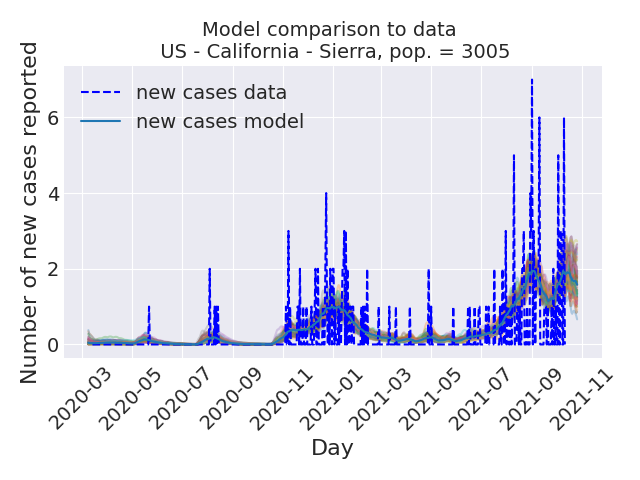 Model comparison to data
US - California - Sierra, pop. = 3005
new cases data
new cases model
Number of new cases reported
6
4
2
0
2020-03
2020-05
2020-07
2020-09
2020-11
2021-01
2021-03
2021-05
2021-07
2021-09
2021-11
Day